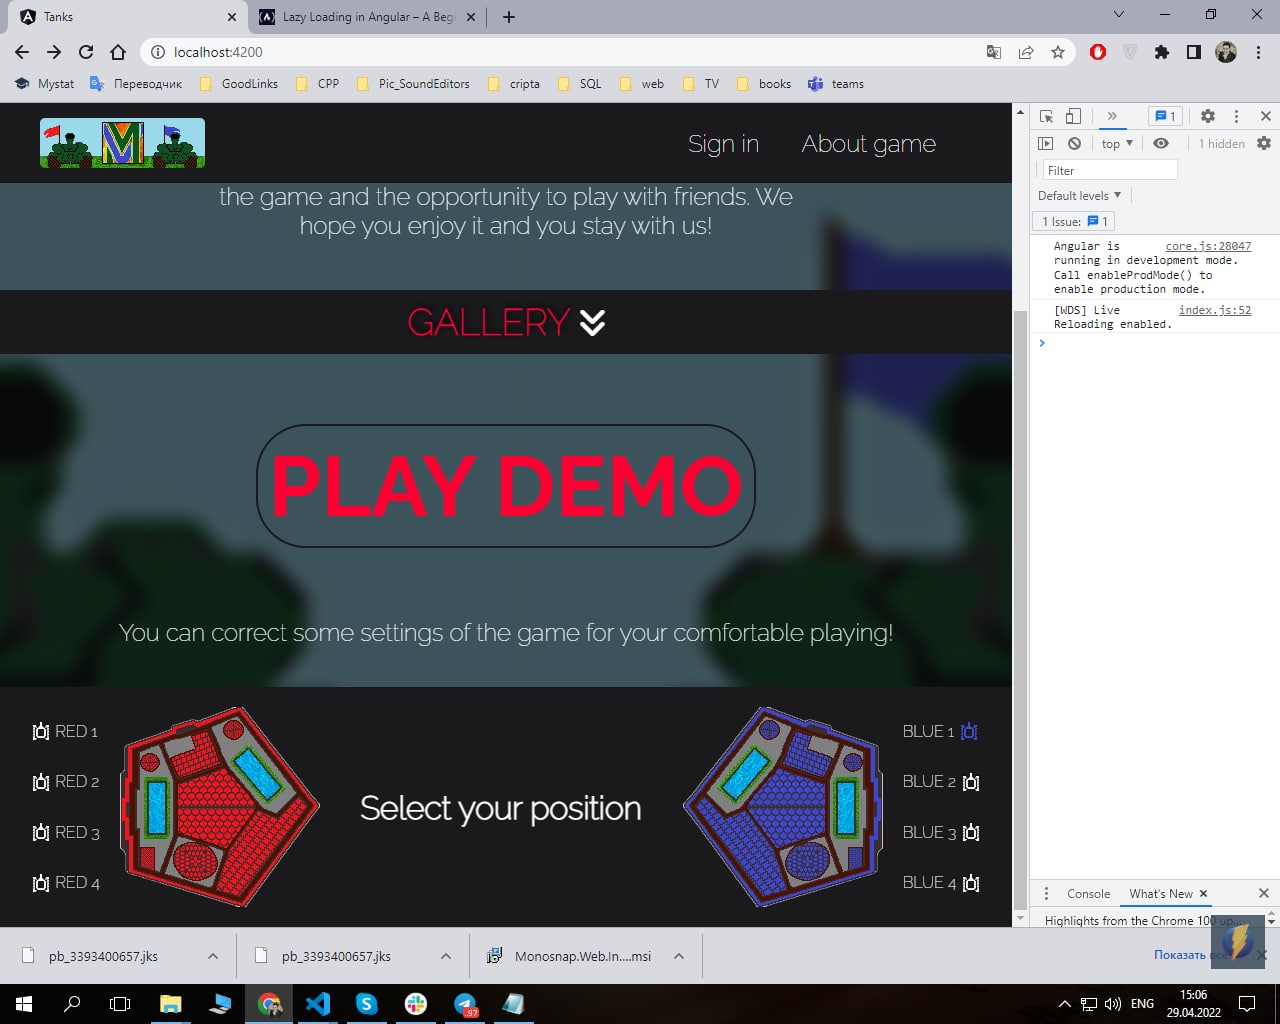 Tanks
Lazy Loading in Angular – A Beg
localhost:4200
Mystat
Переводчик
GoodLinks
CPP
Pic_SoundEditors
cripta
SQL
web
TV
books
teams
M
Sign in
About game
the game and the opportunity to play with friends. We
hope you enjoy it and you stay with us!
GALLERY
PLAY DEMO
You can correct some settings of the game for your comfortable playing!
RED 1
RED 2
RED 3
RED 4
Select your position
BLUE 1
BLUE 2
BLUE 3
BLUE 4
1
top
1 hidden
Filter
Default levels
1 Issue: 1
Angular is core.js:28047
running in development mode.
Call enableProdMode() to
enable production mode.
[WDS] Live index.js:52
Reloading enabled.
Console
What's New
Highlights from the Chrome 100 up...
pb_3393400657.jks
pb_3393400657.jks
Monosnap.Web.In....msi
Показать все
.97
ENG
15:06
29.04.2022